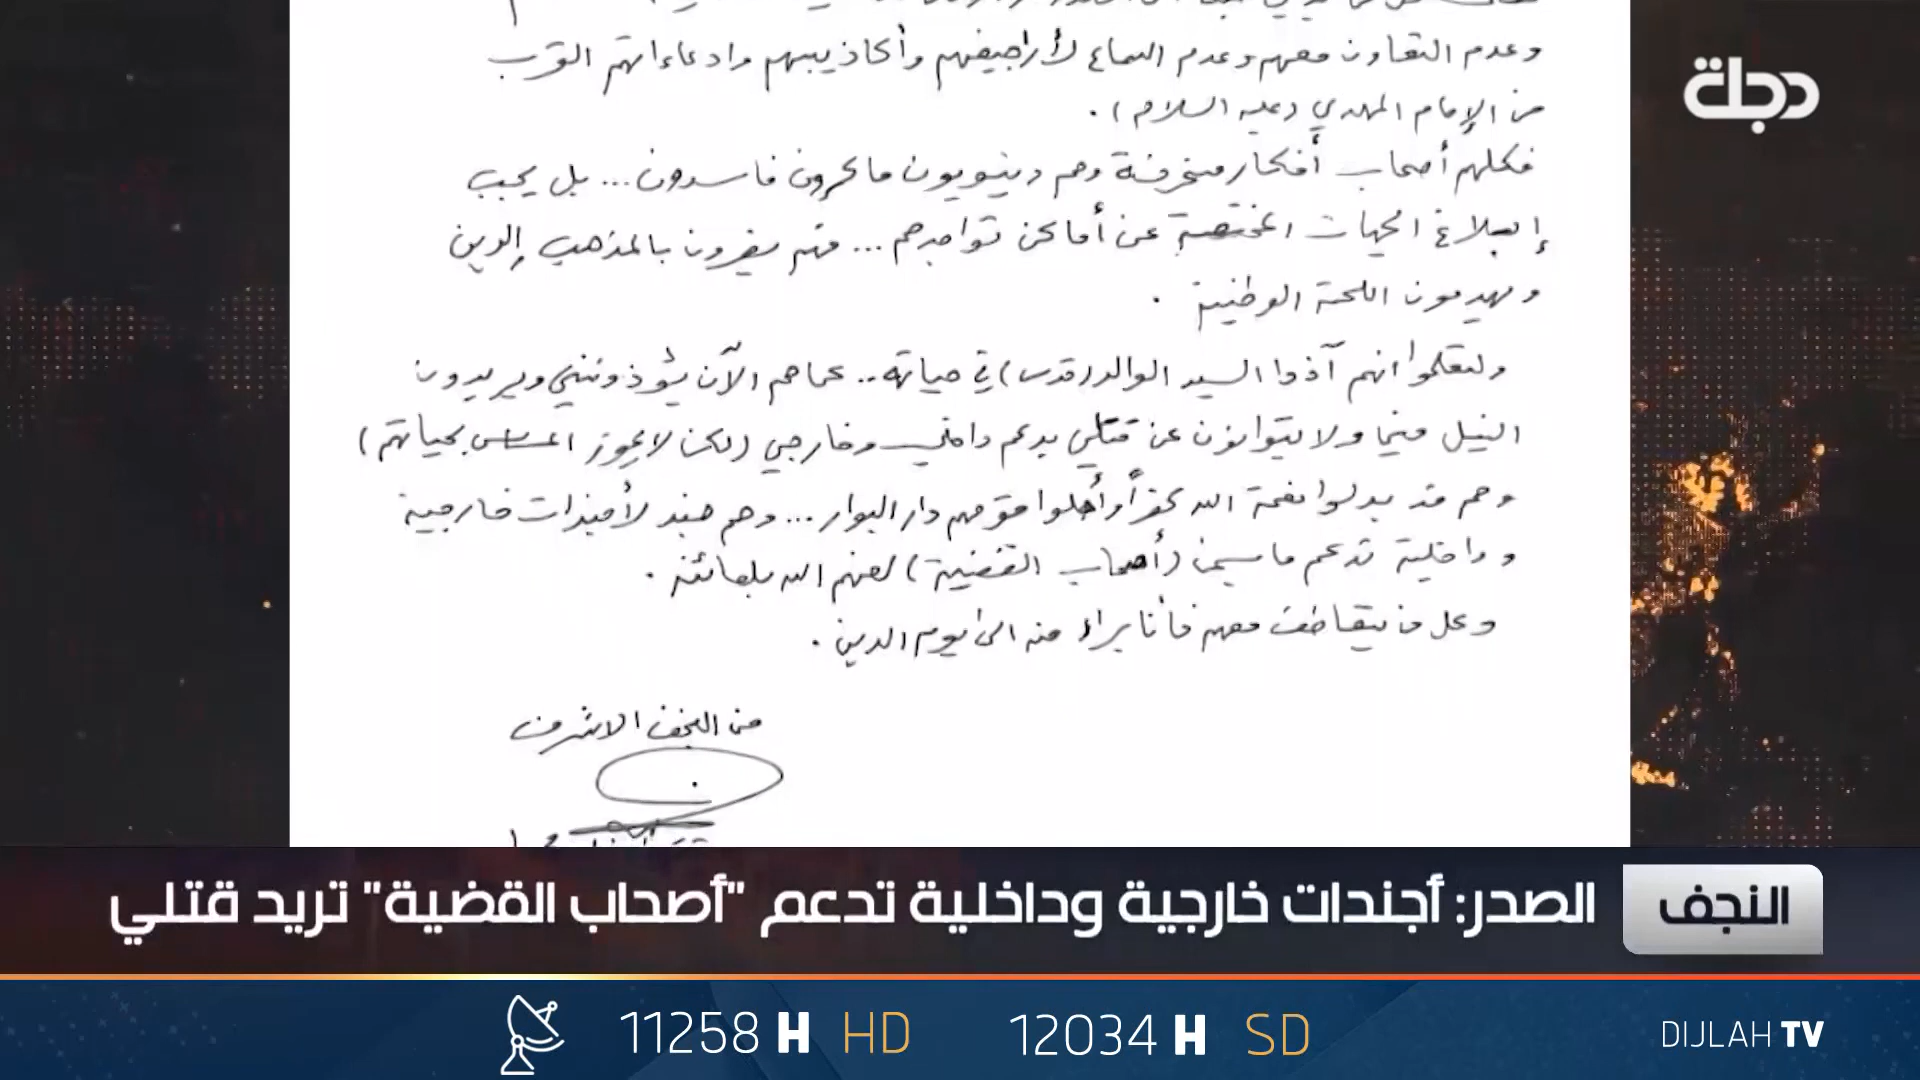 دجلة
وعدم التعاون معهم وعدم السماع لأراجيفهم وأكاذيبهم وادعاءاتهم القرب
من الإمام المهدي (عليه السلام).
فكلهم أصحاب أفكار منحرفة وهم دنيويون ماكرون فاسدون... بل يجب
إبلاغ الجهات المختصة عن أماكن تواجدهم... فهم يضرون بالمذهب والدين
ويهدمون اللحمة الوطنية.
وليعلموا انهم آذوا السيد الوالد (قدس) في حياته.. كما هم الآن يؤذونني ويريدون
النيل مني ولا يتوانون عن قتلي بدعم داخلي وخارجي (لكن لا يجوز المساس بحياتهم)
وهم قد بدلوا نعمة الله كفراً وأحلوا قومهم دار البوار... وهم جند لأجندات خارجية
وداخلية تدعم ما يسمى (أصحاب القضية) لعنهم الله بلعائنه.
وكل من يتعاطف معهم فأنا براء منه الى يوم الدين.
من النجف الاشرف
النجف
الصدر: أجندات خارجية وداخلية تدعم "أصحاب القضية" تريد قتلي
11258 H HD 12034 H SD
DIJLAH TV